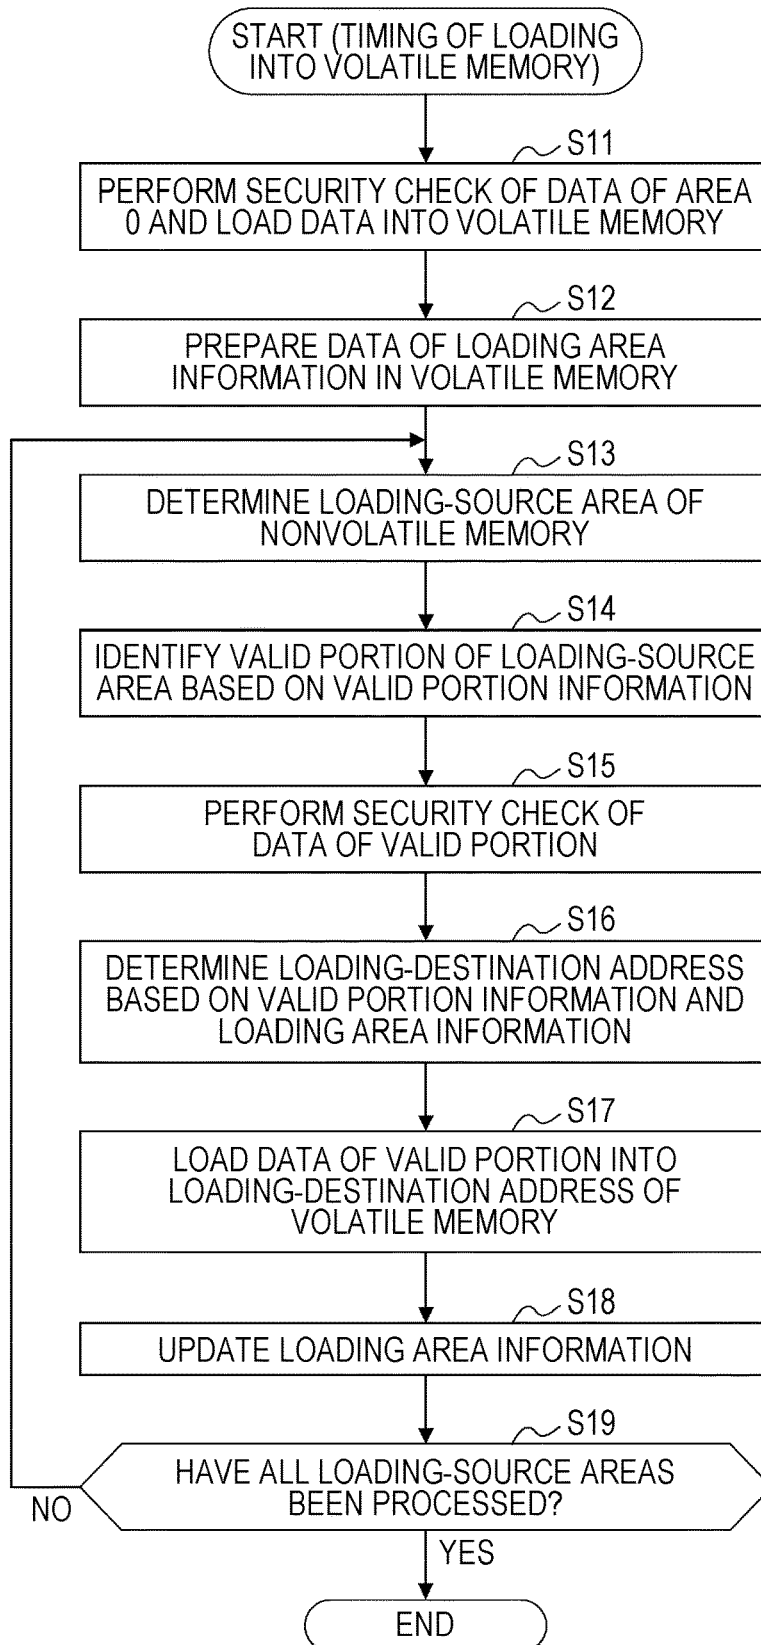 START (TIMING OF LOADING
INTO VOLATILE MEMORY)
S11
PERFORM SECURITY CHECK OF DATA OF AREA
0 AND LOAD DATA INTO VOLATILE MEMORY
S12
PREPARE DATA OF LOADING AREA
INFORMATION IN VOLATILE MEMORY
S13
DETERMINE LOADING-SOURCE AREA OF
NONVOLATILE MEMORY
S14
IDENTIFY VALID PORTION OF LOADING-SOURCE
AREA BASED ON VALID PORTION INFORMATION
S15
PERFORM SECURITY CHECK OF
DATA OF VALID PORTION
S16
DETERMINE LOADING-DESTINATION ADDRESS
BASED ON VALID PORTION INFORMATION AND
LOADING AREA INFORMATION
S17
LOAD DATA OF VALID PORTION INTO
LOADING-DESTINATION ADDRESS OF
VOLATILE MEMORY
S18
UPDATE LOADING AREA INFORMATION
S19
HAVE ALL LOADING-SOURCE AREAS
BEEN PROCESSED?
NO
YES
END